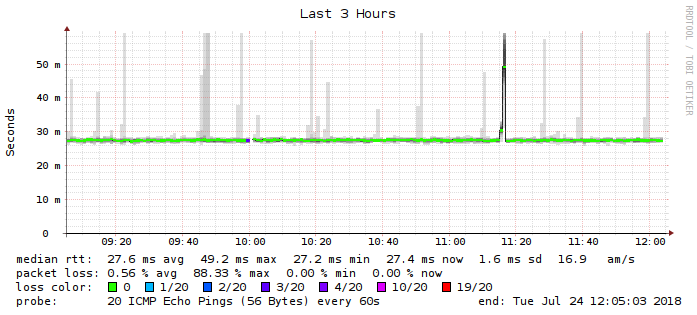 Last 3 Hours
RRDTOOL / TOBI OETIKER
Seconds
50 m
40 m
30 m
20 m
10 m
0
09:20 09:40 10:00 10:20 10:40 11:00 11:20 11:40 12:00
median rtt: 27.6 ms avg 49.2 ms max 27.2 ms min 27.4 ms now 1.6 ms sd 16.9 am/s
packet loss: 0.56 % avg 88.33 % max 0.00 % min 0.00 % now
loss color: 0 1/20 2/20 3/20 4/20 10/20 19/20
probe: 20 ICMP Echo Pings (56 Bytes) every 60s end: Tue Jul 24 12:05:03 2018